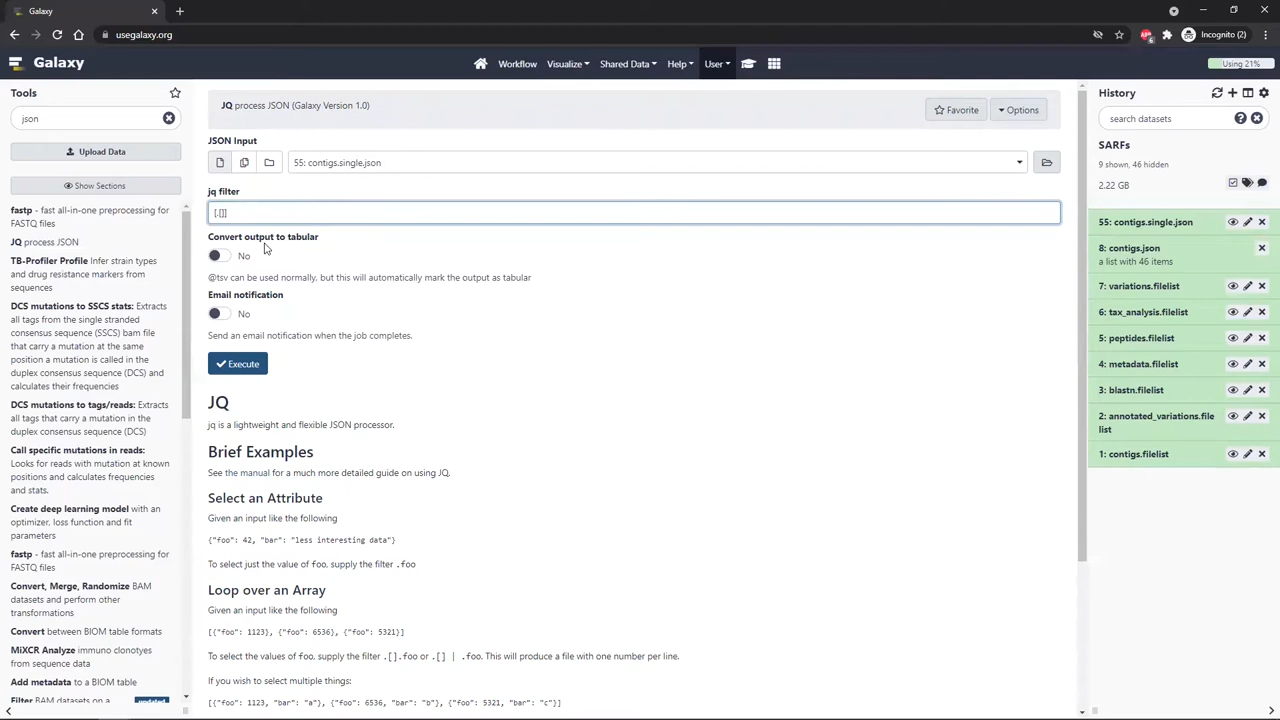 Galaxy
usegalaxy.org
Incognito (2)
6
Galaxy
Workflow
Visualize
Shared Data
Help
User
Using 21%
Tools
json
Upload Data
Show Sections
fastp - fast all-in-one preprocessing for
FASTQ files
JQ process JSON
TB-Profiler Profile Infer strain types
and drug resistance markers from
sequences
DCS mutations to SSCS stats: Extracts
all tags from the single stranded
consensus sequence (SSCS) bam file
that carry a mutation at the same
position a mutation is called in the
duplex consensus sequence (DCS) and
calculates their frequencies
DCS mutations to tags/reads: Extracts
all tags that carry a mutation in the
duplex consensus sequence (DCS)
Call specific mutations in reads:
Looks for reads with mutation at known
positions and calculates frequencies
and stats.
Create deep learning model with an
optimizer, loss function and fit
parameters
fastp - fast all-in-one preprocessing for
FASTQ files
Convert, Merge, Randomize BAM
datasets and perform other
transformations
Convert between BIOM table formats
MiXCR Analyze immuno clonotyes
from sequence data
Add metadata to a BIOM table
Filter BAM datasets on a
updated
JQ process JSON (Galaxy Version 1.0)
Favorite
Options
JSON Input
55: contigs.single.json
jq filter
[.[]]
Convert output to tabular
No
@tsv can be used normally, but this will automatically mark the output as tabular
Email notification
No
Send an email notification when the job completes.
Execute
JQ
jq is a lightweight and flexible JSON processor.
Brief Examples
See the manual for a much more detailed guide on using JQ.
Select an Attribute
Given an input like the following
{"foo": 42, "bar": "less interesting data"}
To select just the value of foo, supply the filter .foo
Loop over an Array
Given an input like the following
[{"foo": 1123}, {"foo": 6536}, {"foo": 5321}]
To select the values of foo, supply the filter .[].foo or .[] | .foo. This will produce a file with one number per line.
If you wish to select multiple things:
[{"foo": 1123, "bar": "a"}, {"foo": 6536, "bar": "b"}, {"foo": 5321, "bar": "c"}]
History
search datasets
SARFs
9 shown, 46 hidden
2.22 GB
55: contigs.single.json
8: contigs.json
a list with 46 items
7: variations.filelist
6: tax_analysis.filelist
5: peptides.filelist
4: metadata.filelist
3: blastn.filelist
2: annotated_variations.file
list
1: contigs.filelist